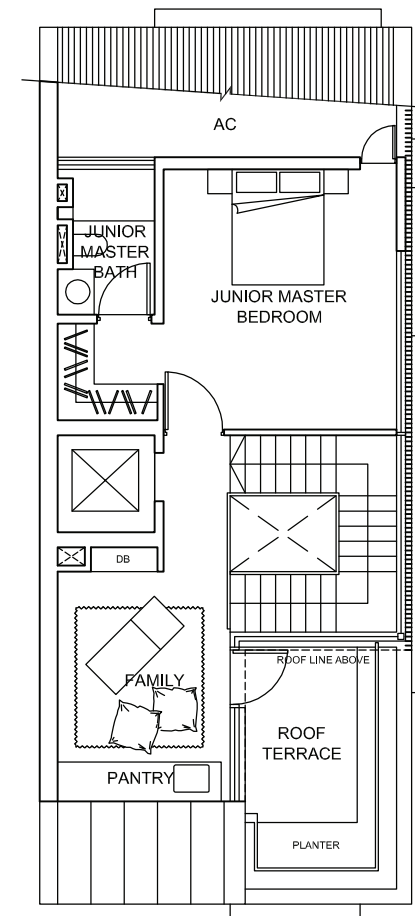 AC
JUNIOR
MASTER
BATH
JUNIOR MASTER
BEDROOM
DB
ROOF LINE ABOVE
FAMILY
ROOF
TERRACE
PANTRY
PLANTER